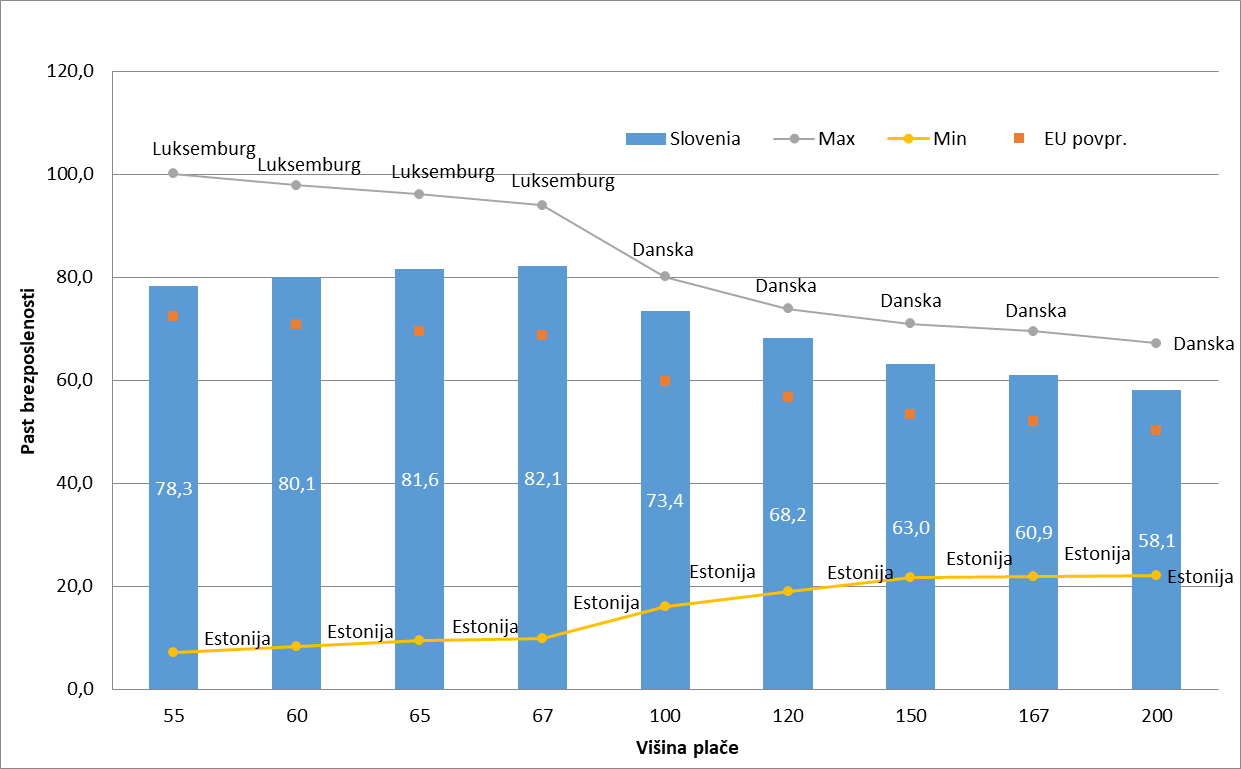 120,0
100,0
80,0
60,0
40,0
20,0
0,0
Past brezposlenosti
Slovenia Max Min EU povpr.
Luksemburg Luksemburg Luksemburg Luksemburg Danska Danska Danska Danska Danska
78,3 80,1 81,6 82,1 73,4 68,2 63,0 60,9 58,1
Estonija Estonija Estonija Estonija Estonija Estonija Estonija Estonija Estonija
55 60 65 67 100 120 150 167 200
Višina plače